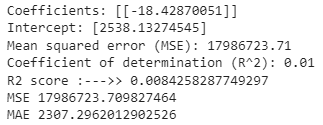 Coefficients: [[-18.42870051]]
Intercept: [2538.13274545]
Mean squared error (MSE): 17986723.71
Coefficient of determination (R^2): 0.01
R2 score :--->> 0.0084258287749297
MSE 17986723.709827464
MAE 2307.2962012902526